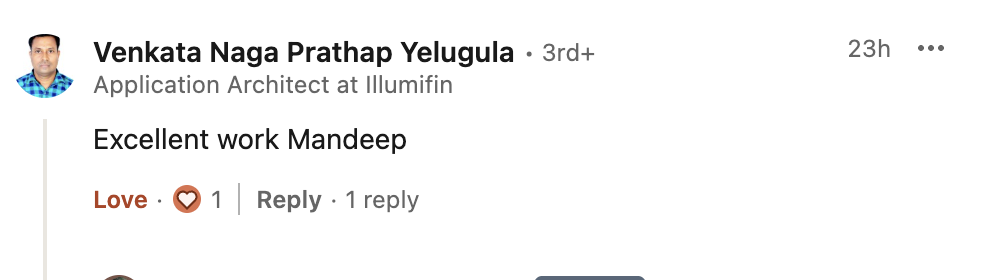 Venkata Naga Prathap Yelugula · 3rd+ 23h
Application Architect at Illumifin
Excellent work Mandeep
Love · 1 Reply · 1 reply